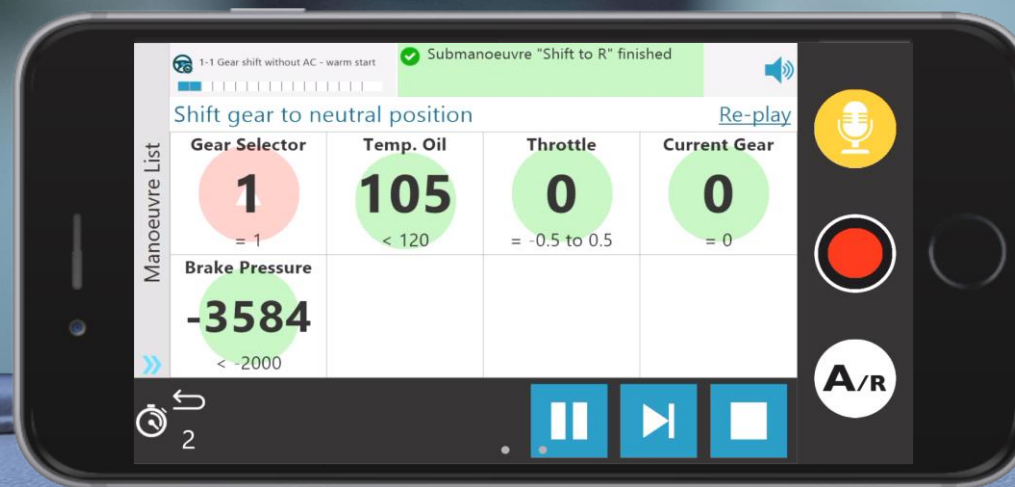 1-1 Gear shift without AC - warm start
Submanoeuvre "Shift to R" finished
Shift gear to neutral position
Re-play
Manoeuvre List
Gear Selector
1
= 1
Temp. Oil
105
< 120
Throttle
0
= -0.5 to 0.5
Current Gear
0
= 0
Brake Pressure
-3584
< -2000
2
A/R